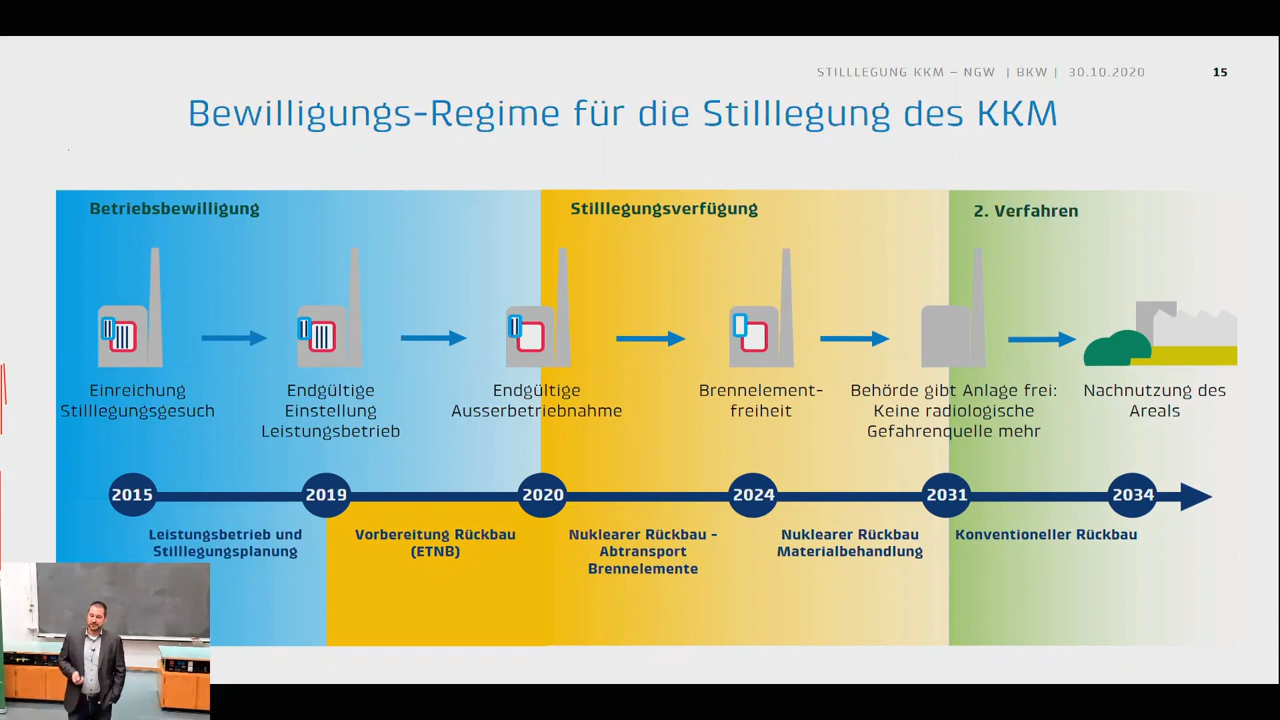 STILLLEGUNG KKM – NGW | BKW | 30.10.2020 15
Bewilligungs-Regime für die Stilllegung des KKM
Betriebsbewilligung
Stilllegungsverfügung
2. Verfahren
Einreichung
Stilllegungsgesuch
Endgültige
Einstellung
Leistungsbetrieb
Endgültige
Ausserbetriebnahme
Brennelement-
freiheit
Behörde gibt Anlage frei:
Keine radiologische
Gefahrenquelle mehr
Nachnutzung des
Areals
2015 2019 2020 2024 2031 2034
Leistungsbetrieb und
Stilllegungsplanung
Vorbereitung Rückbau
(ETNB)
Nuklearer Rückbau -
Abtransport
Brennelemente
Nuklearer Rückbau
Materialbehandlung
Konventioneller Rückbau